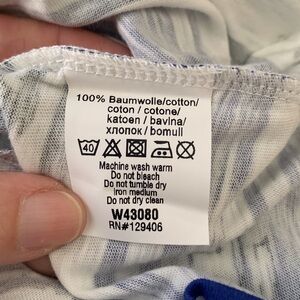 100% Baumwolle/cotton/
coton / cotone/
katoen / bavlna/
хлопок / bomull
40
Machine wash warm
Do not bleach
Do not tumble dry
Iron medium
Do not dry clean
W43080
RN#129406